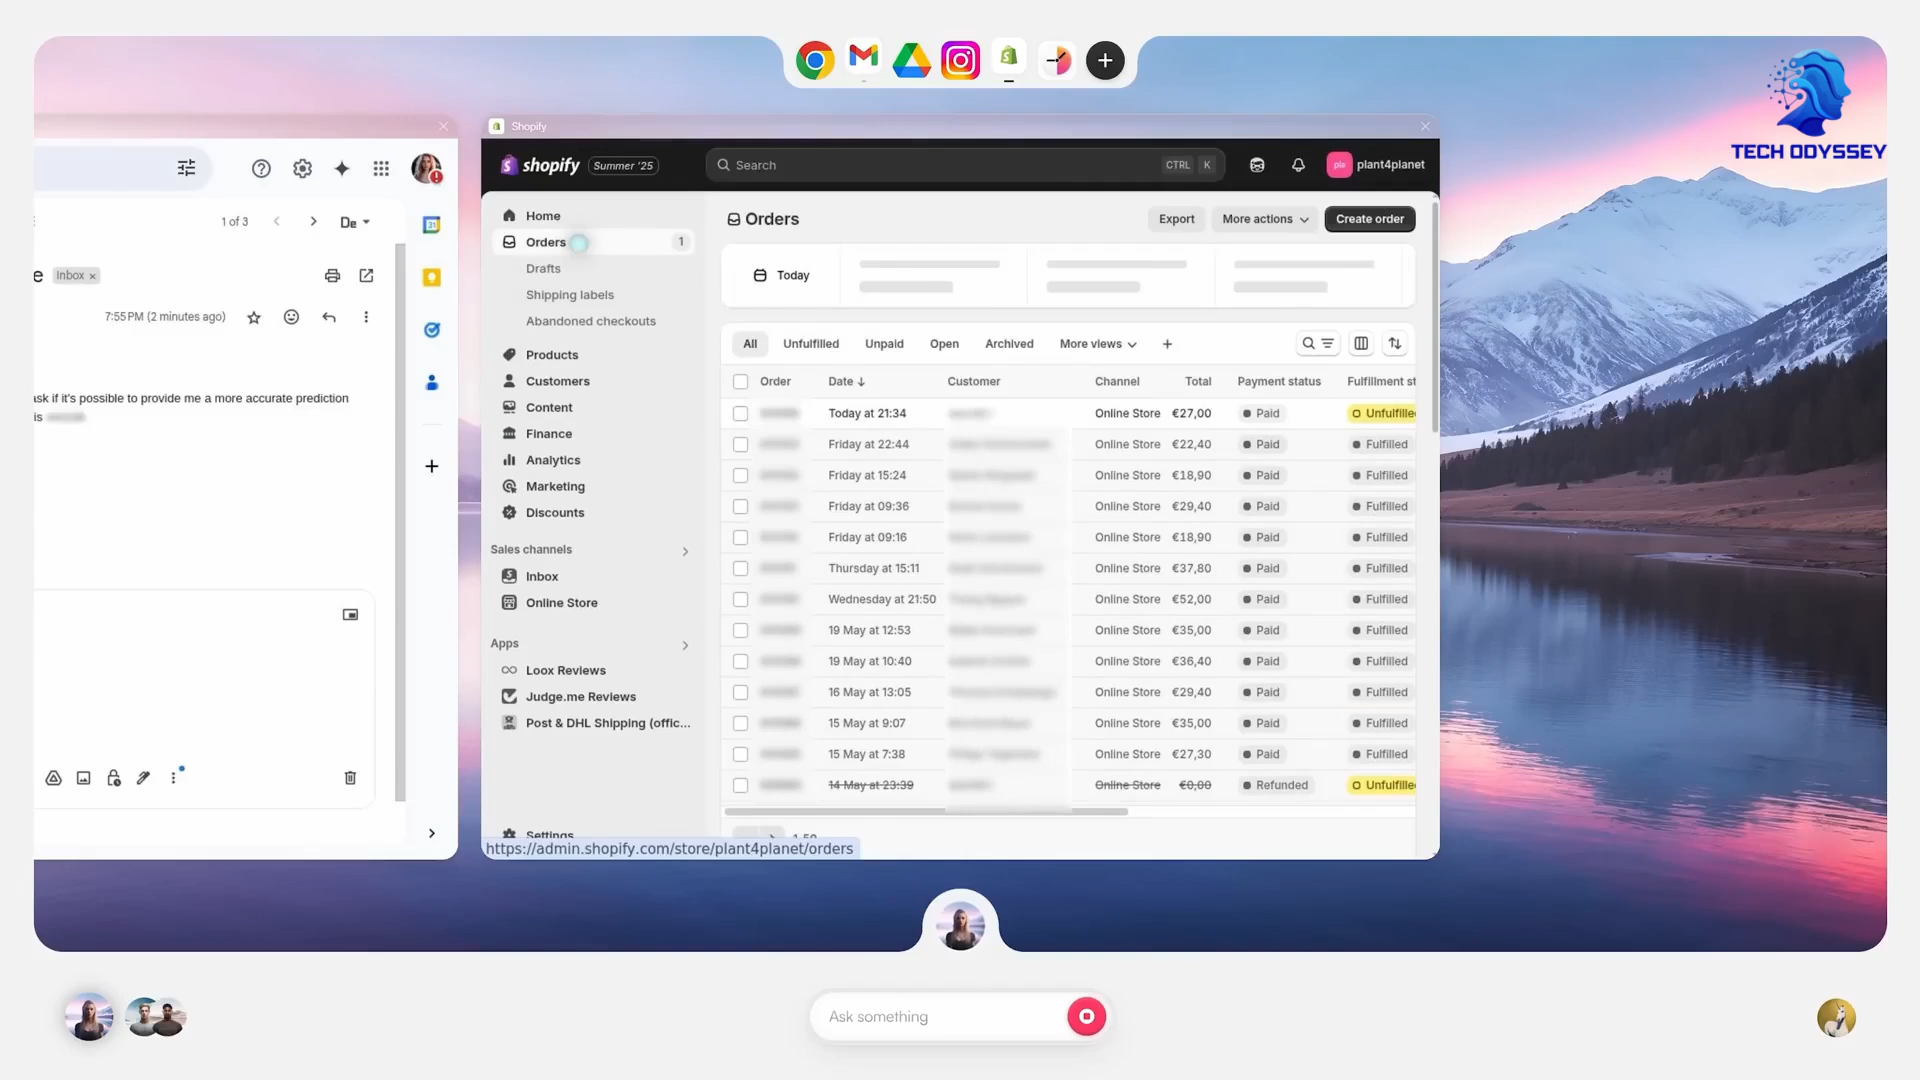 TECH ODYSSEY
1 of 3
De
e
Inbox ×
7:55 PM (2 minutes ago)
ask if it's possible to provide me a more accurate prediction
is
Shopify
shopify
Summer '25
Search
CTRL
K
ple
plant4planet
Home
Orders
1
Drafts
Shipping labels
Abandoned checkouts
Products
Customers
Content
Finance
Analytics
Marketing
Discounts
Sales channels
Inbox
Online Store
Apps
Loox Reviews
Judge.me Reviews
Post & DHL Shipping (offic...
Settings
https://admin.shopify.com/store/plant4planet/orders
Orders
Export
More actions
Create order
Today
All
Unfulfilled
Unpaid
Open
Archived
More views
+
Order Date ↓ Customer Channel Total Payment status Fulfillment st
Today at 21:34 Online Store €27,00 Paid Unfulfille
Friday at 22:44 Online Store €22,40 Paid Fulfilled
Friday at 15:24 Online Store €18,90 Paid Fulfilled
Friday at 09:36 Online Store €29,40 Paid Fulfilled
Friday at 09:16 Online Store €18,90 Paid Fulfilled
Thursday at 15:11 Online Store €37,80 Paid Fulfilled
Wednesday at 21:50 Online Store €52,00 Paid Fulfilled
19 May at 12:53 Online Store €35,00 Paid Fulfilled
19 May at 10:40 Online Store €36,40 Paid Fulfilled
16 May at 13:05 Online Store €29,40 Paid Fulfilled
15 May at 9:07 Online Store €35,00 Paid Fulfilled
15 May at 7:38 Online Store €27,30 Paid Fulfilled
14 May at 23:39 Online Store €0,00 Refunded Unfulfille
Ask something